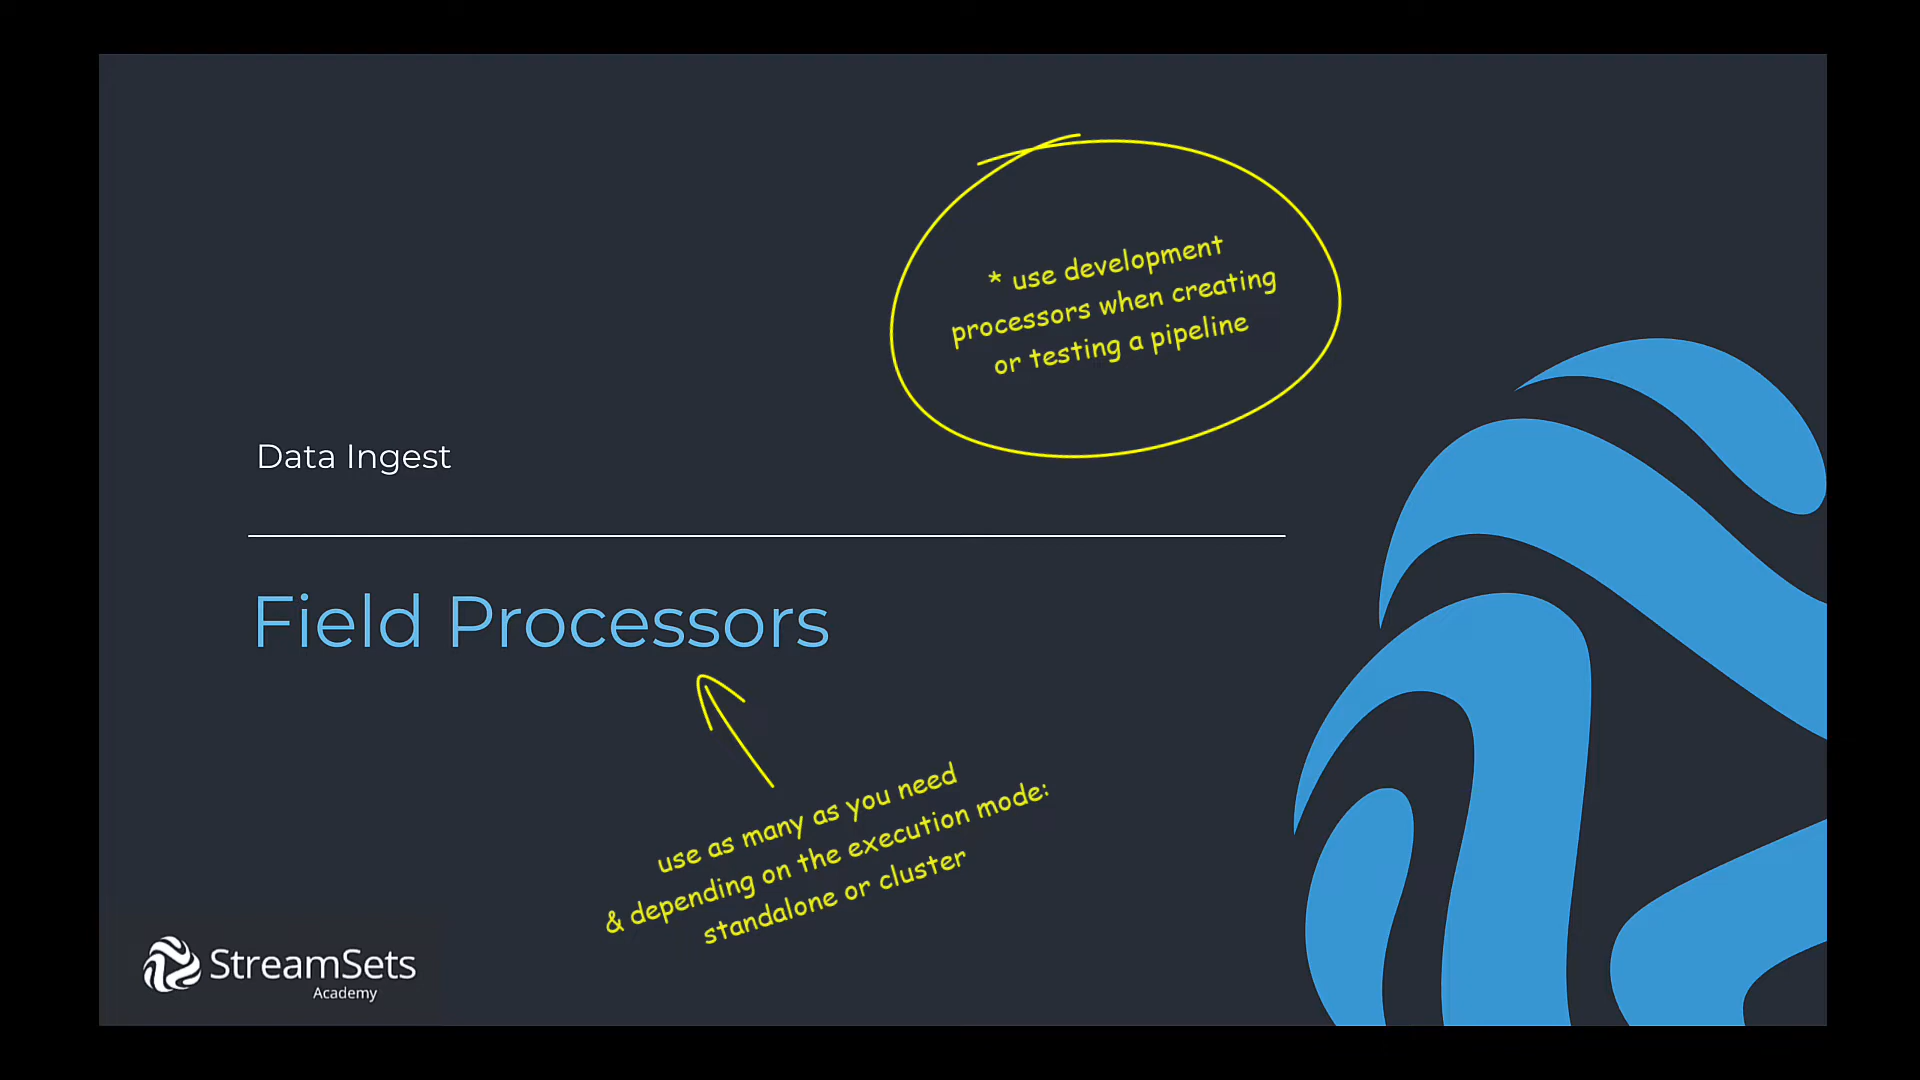 * use development
processors when creating
or testing a pipeline
Data Ingest
Field Processors
use as many as you need
& depending on the execution mode:
standalone or cluster
StreamSets
Academy